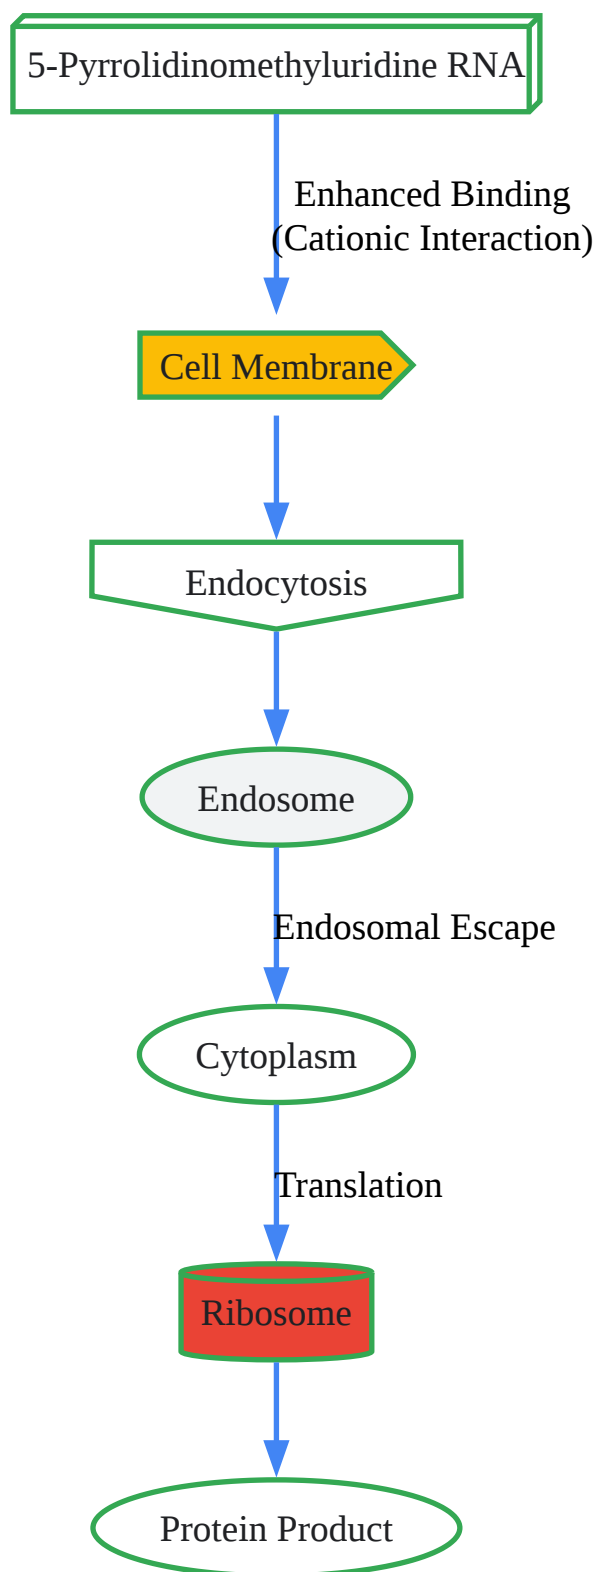 5-Pyrrolidinomethyluridine RNA
Enhanced Binding
(Cationic Interaction)
Cell Membrane
Endocytosis
Endosome
Endosomal Escape
Cytoplasm
Translation
Ribosome
Protein Product